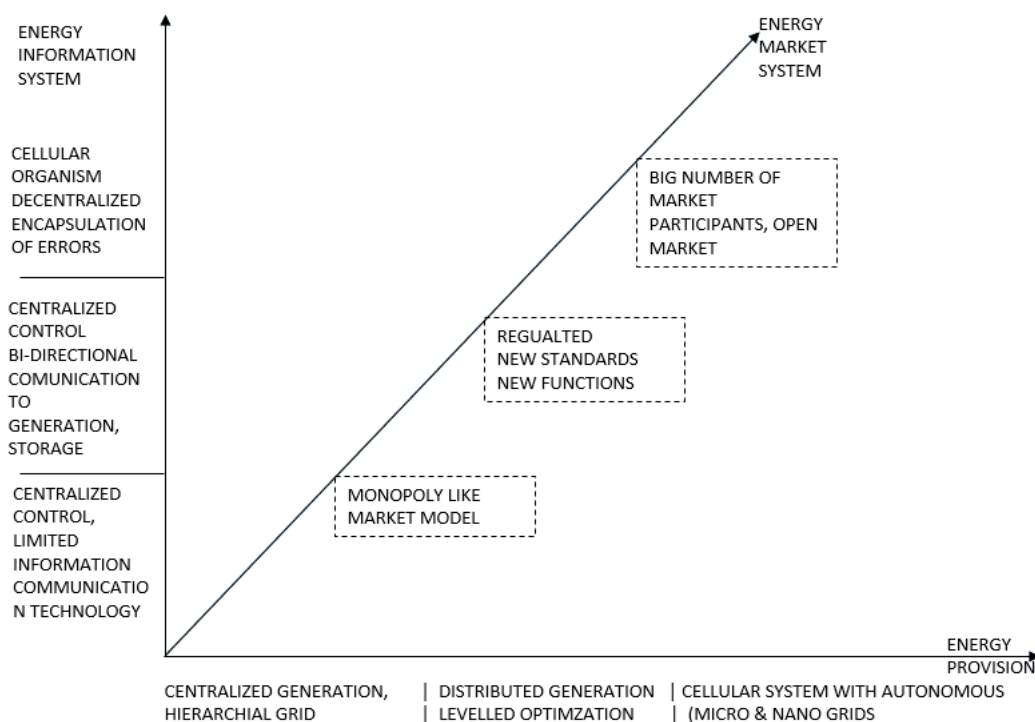 ENERGY
INFORMATION
SYSTEM
ENERGY
MARKET
SYSTEM
CELLULAR
ORGANISM
DECENTRALIZED
ENCAPSULATION
OF ERRORS
BIG NUMBER OF
MARKET
PARTICIPANTS, OPEN
MARKET
CENTRALIZED
CONTROL
BI-DIRECTIONAL
COMUNICATION
TO
GENERATION,
STORAGE
REGUALTED
NEW STANDARDS
NEW FUNCTIONS
CENTRALIZED
CONTROL,
LIMITED
INFORMATION
COMMUNICATIO
N TECHNOLOGY
MONOPOLY LIKE
MARKET MODEL
ENERGY
PROVISION
CENTRALIZED GENERATION, | DISTRIBUTED GENERATION | CELLULAR SYSTEM WITH AUTONOMOUS
HIERARCHIAL GRID | LEVELLED OPTIMZATION | (MICRO & NANO GRIDS